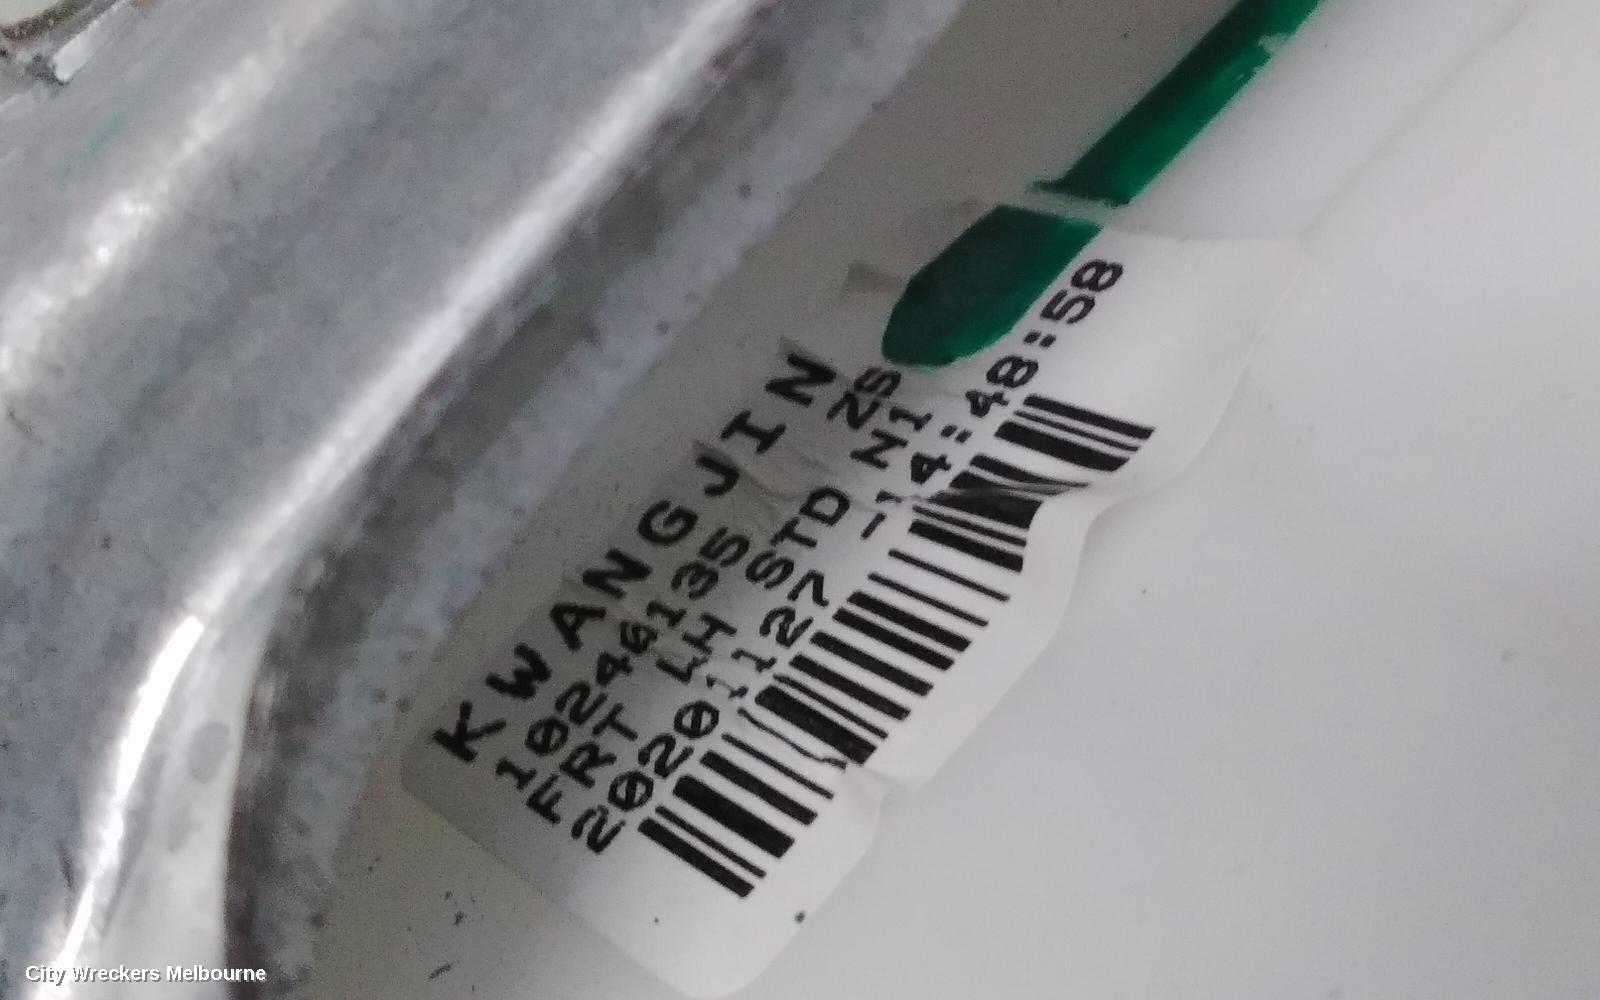 KWANGJIN
10246135 ZS
FRT LH STD N1
20201127 -14:48:58
City Wreckers Melbourne